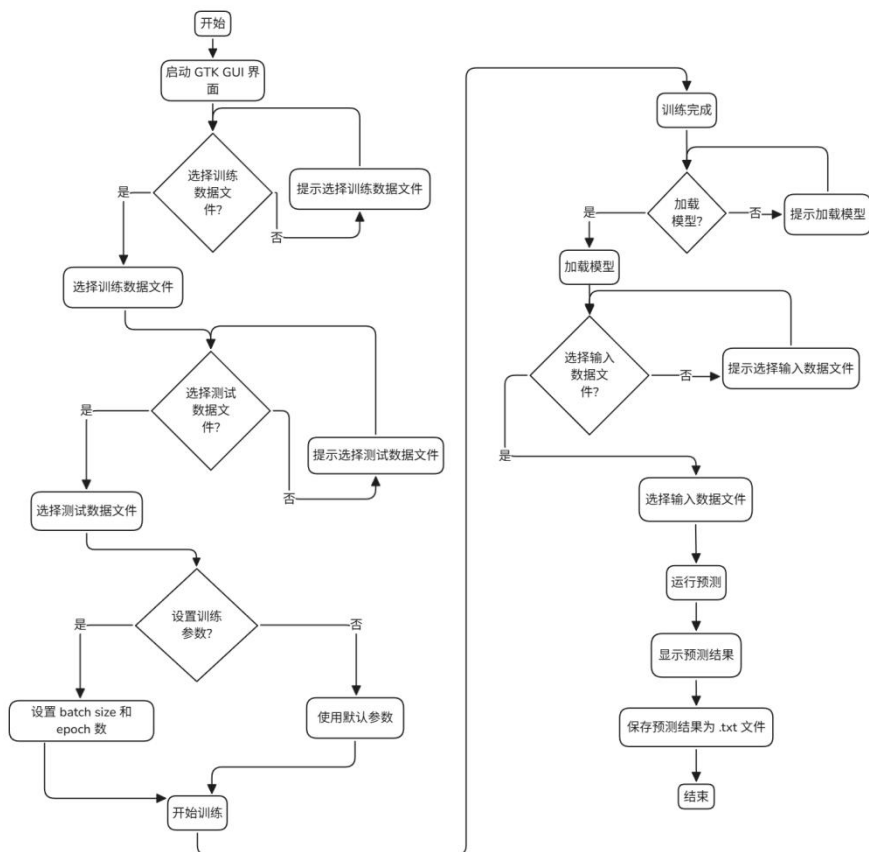 开始
启动 GTK GUI 界
面
选择训练
数据文
件?
是
否
提示选择训练数据文件
选择训练数据文件
选择测试
数据文
件?
是
否
提示选择测试数据文件
选择测试数据文件
设置训练
参数?
是
否
设置 batch size 和
epoch 数
使用默认参数
开始训练
训练完成
加载
模型?
是
否
提示加载模型
加载模型
选择输入
数据文
件?
否
提示选择输入数据文件
是
选择输入数据文件
运行预测
显示预测结果
保存预测结果为 .txt 文件
结束